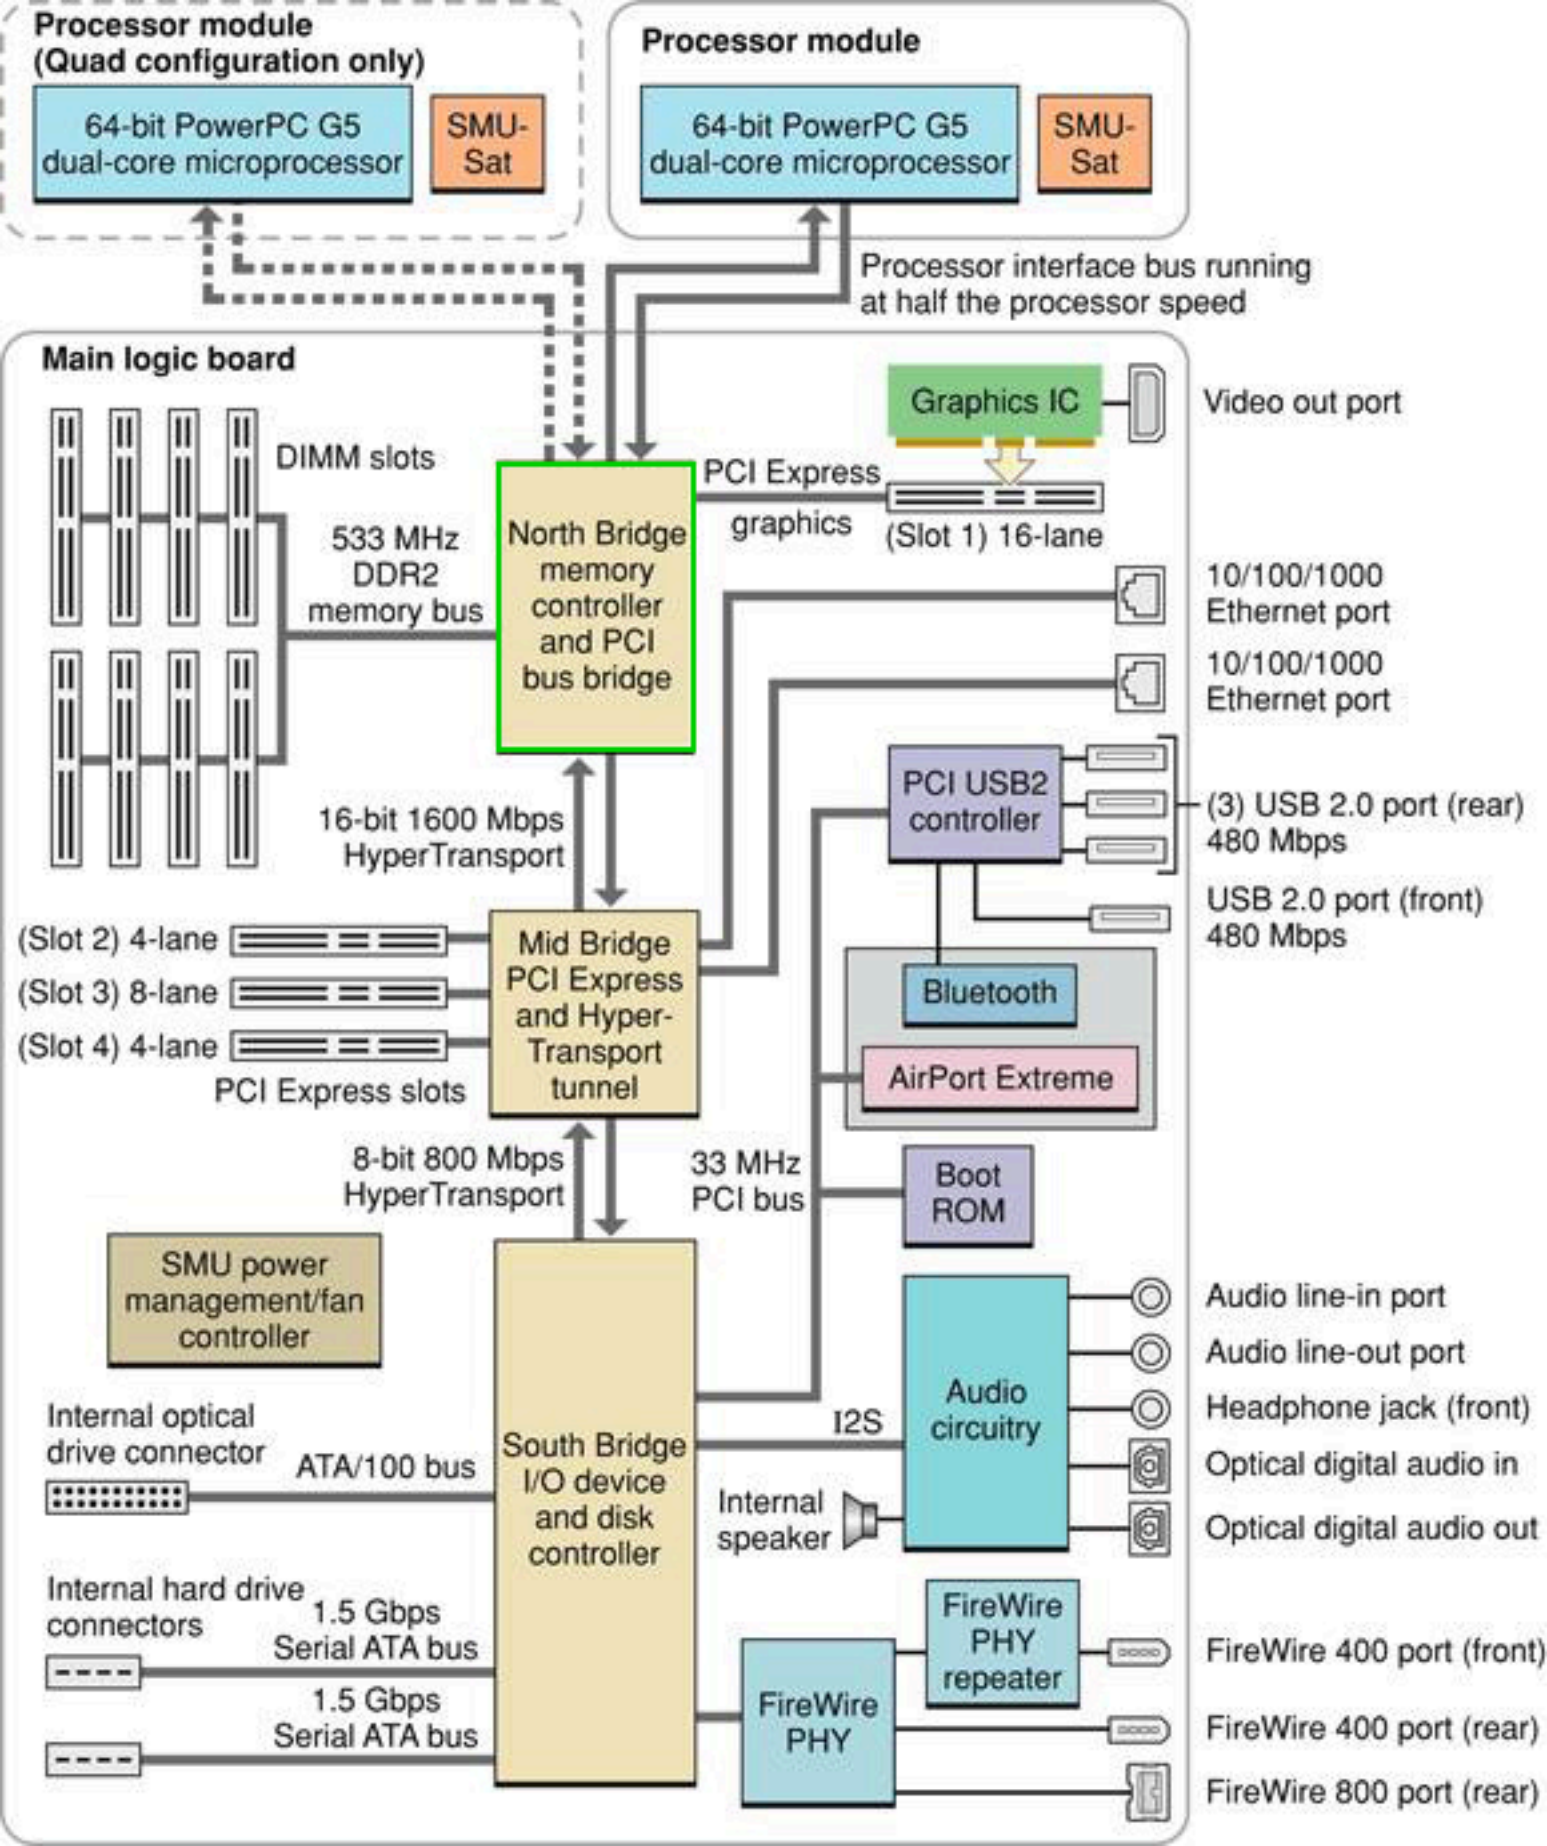 Processor module
(Quad configuration only)
64-bit PowerPC G5
dual-core microprocessor
SMU-
Sat
Processor module
64-bit PowerPC G5
dual-core microprocessor
SMU-
Sat
Processor interface bus running
at half the processor speed
Main logic board
DIMM slots
533 MHz
DDR2
memory bus
North Bridge
memory
controller
and PCI
bus bridge
PCI Express
graphics
Graphics IC
Video out port
(Slot 1) 16-lane
10/100/1000
Ethernet port
10/100/1000
Ethernet port
PCI USB2
controller
(3) USB 2.0 port (rear)
480 Mbps
USB 2.0 port (front)
480 Mbps
16-bit 1600 Mbps
HyperTransport
(Slot 2) 4-lane
(Slot 3) 8-lane
(Slot 4) 4-lane
PCI Express slots
Mid Bridge
PCI Express
and Hyper-
Transport
tunnel
Bluetooth
AirPort Extreme
8-bit 800 Mbps
HyperTransport
33 MHz
PCI bus
Boot
ROM
SMU power
management/fan
controller
Internal optical
drive connector
ATA/100 bus
South Bridge
I/O device
and disk
controller
I2S
Audio
circuitry
Internal
speaker
Audio line-in port
Audio line-out port
Headphone jack (front)
Optical digital audio in
Optical digital audio out
Internal hard drive
connectors
1.5 Gbps
Serial ATA bus
1.5 Gbps
Serial ATA bus
FireWire
PHY
FireWire
PHY
repeater
FireWire 400 port (front)
FireWire 400 port (rear)
FireWire 800 port (rear)